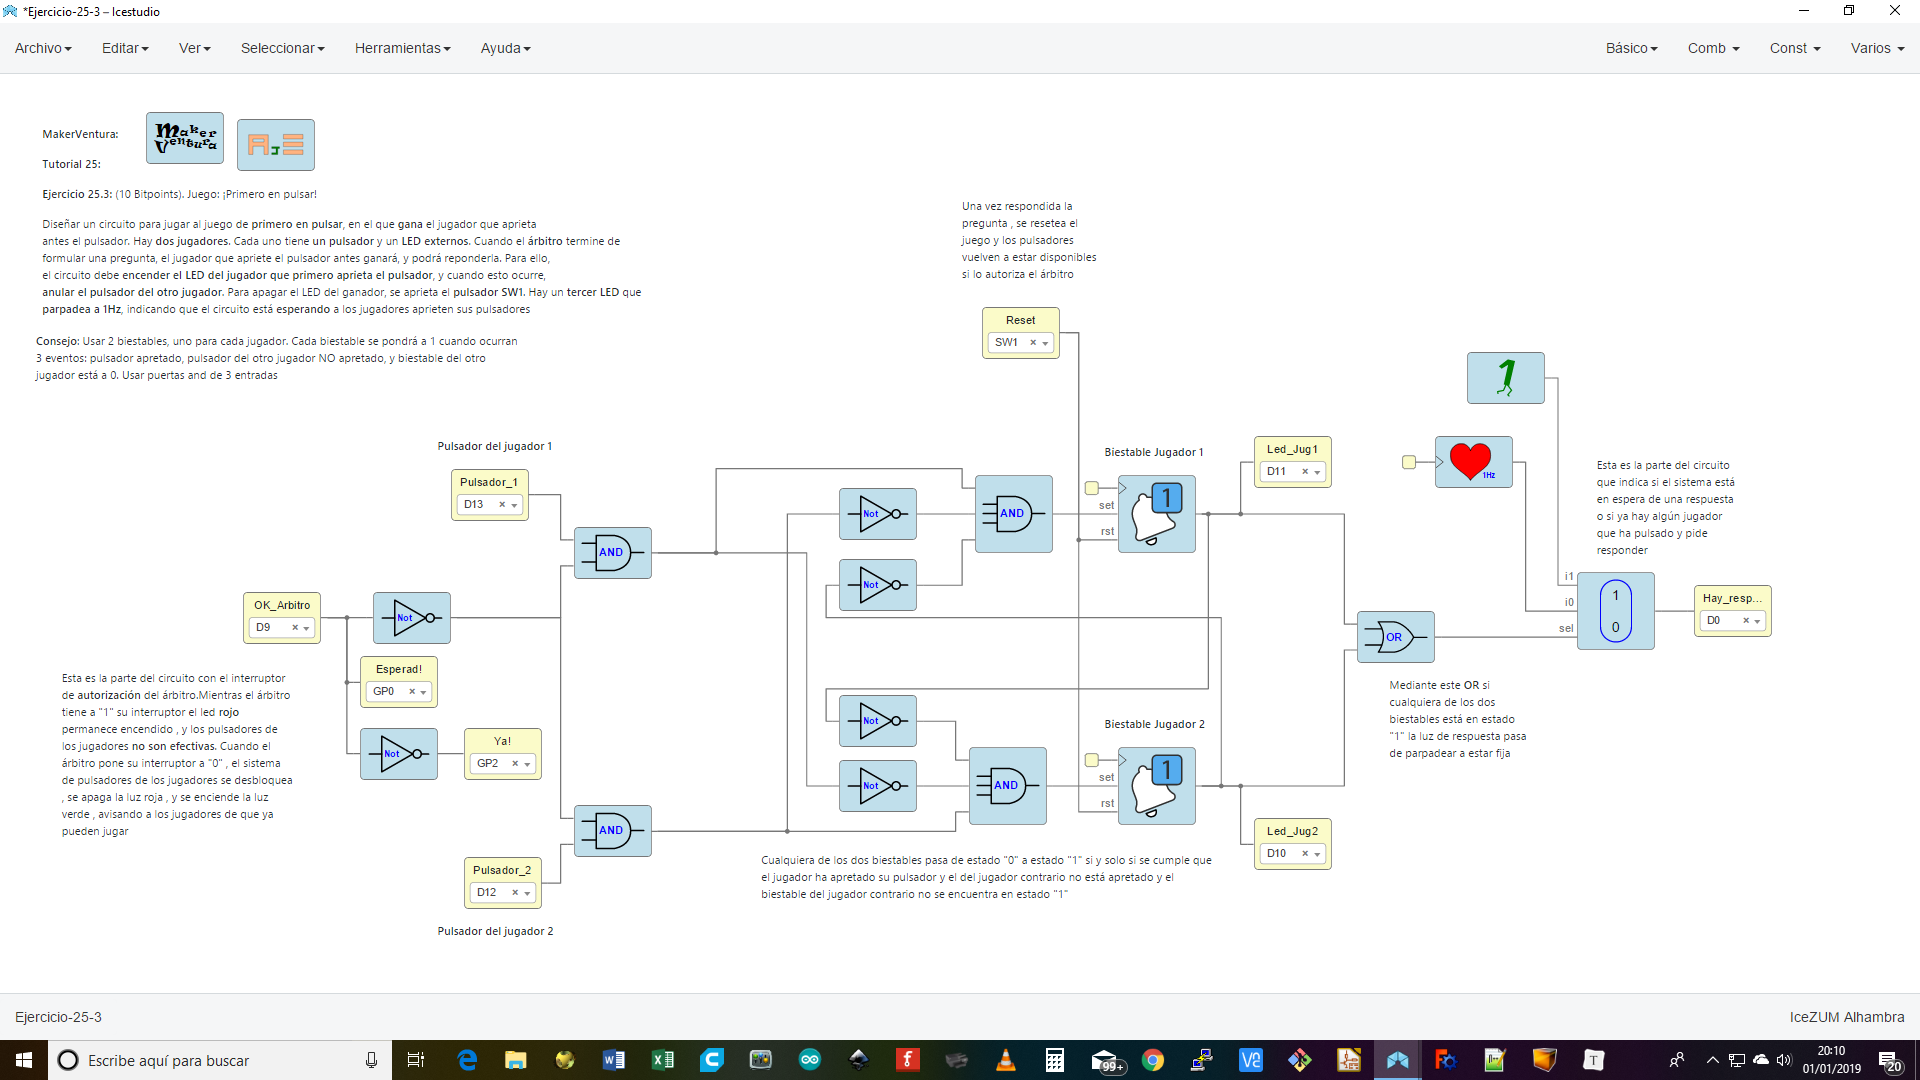 *Ejercicio-25-3 – Icestudio
Archivo Editar Ver Seleccionar Herramientas Ayuda Básico Comb Const Varios
MakerVentura:
Maker Ventura
Tutorial 25:
Ejercicio 25.3: (10 Bitpoints). Juego: ¡Primero en pulsar!
Diseñar un circuito para jugar al juego de primero en pulsar, en el que gana el jugador que aprieta
antes el pulsador. Hay dos jugadores. Cada uno tiene un pulsador y un LED externos. Cuando el árbitro termine de
formular una pregunta, el jugador que apriete el pulsador antes ganará, y podrá reponderla. Para ello,
el circuito debe encender el LED del jugador que primero aprieta el pulsador, y cuando esto ocurre,
anular el pulsador del otro jugador. Para apagar el LED del ganador, se aprieta el pulsador SW1. Hay un tercer LED que
parpadea a 1Hz, indicando que el circuito está esperando a los jugadores aprieten sus pulsadores
Consejo: Usar 2 biestables, uno para cada jugador. Cada biestable se pondrá a 1 cuando ocurran
3 eventos: pulsador apretado, pulsador del otro jugador NO apretado, y biestable del otro
jugador está a 0. Usar puertas and de 3 entradas
Una vez respondida la
pregunta , se resetea el
juego y los pulsadores
vuelven a estar disponibles
si lo autoriza el árbitro
Reset
SW1
1
Pulsador del jugador 1
Pulsador_1
D13
AND
Not
Not
AND
Biestable Jugador 1
set
rst
1
Led_Jug1
D11
1Hz
Esta es la parte del circuito
que indica si el sistema está
en espera de una respuesta
o si ya hay algún jugador
que ha pulsado y pide
responder
i1
i0
sel
1
0
Hay_resp...
D0
OK_Arbitro
D9
Not
Esperad!
GP0
Not
Ya!
GP2
OR
Mediante este OR si
cualquiera de los dos
biestables está en estado
"1" la luz de respuesta pasa
de parpadear a estar fija
Esta es la parte del circuito con el interruptor
de autorización del árbitro.Mientras el árbitro
tiene a "1" su interruptor el led rojo
permanece encendido , y los pulsadores de
los jugadores no son efectivas. Cuando el
árbitro pone su interruptor a "0" , el sistema
de pulsadores de los jugadores se desbloquea
, se apaga la luz roja , y se enciende la luz
verde , avisando a los jugadores de que ya
pueden jugar
Not
Not
AND
Biestable Jugador 2
set
rst
1
Led_Jug2
D10
AND
Pulsador_2
D12
Pulsador del jugador 2
Cualquiera de los dos biestables pasa de estado "0" a estado "1" si y solo si se cumple que
el jugador ha apretado su pulsador y el del jugador contrario no está apretado y el
biestable del jugador contrario no se encuentra en estado "1"
Ejercicio-25-3
IceZUM Alhambra
Escribe aquí para buscar
99+
20:10
01/01/2019
20